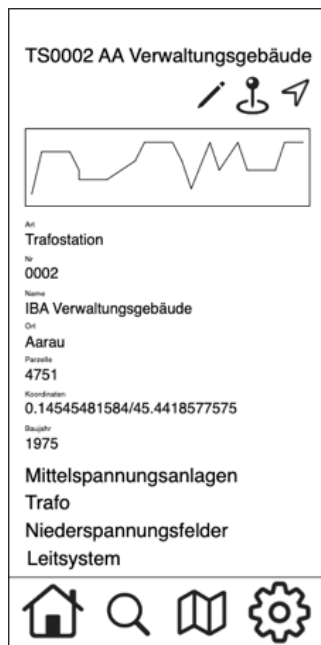 TS0002 AA Verwaltungsgebäude
Art
Trafostation
Nr
0002
Name
IBA Verwaltungsgebäude
Ort
Aarau
Parzelle
4751
Koordinaten
0.14545481584/45.4418577575
Baujahr
1975
Mittelspannungsanlagen
Trafo
Niederspannungsfelder
Leitsystem